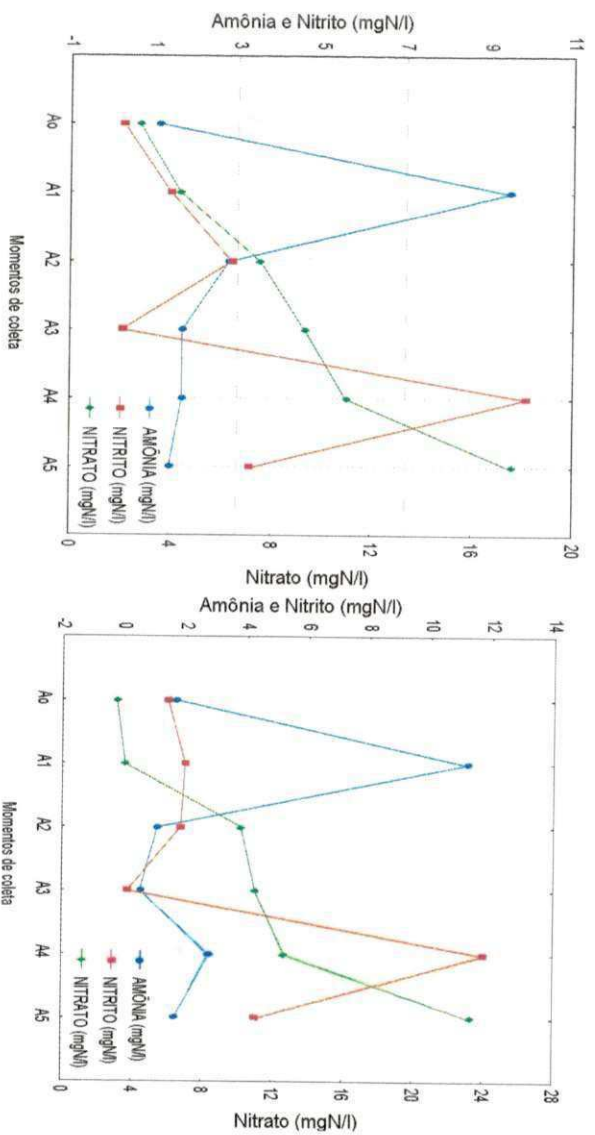 Amônia e Nitrito (mgN/l)
-1 1 3 5 7 9 11
Ao
A1
A2
A3
A4
A5
Momentos de coleta
AMÔNIA (mgN/l)
NITRITO (mgN/l)
NITRATO (mgN/l)
0 4 8 12 16 20
Nitrato (mgN/l)
Amônia e Nitrito (mgN/l)
-2 0 2 4 6 8 10 12 14
Ao
A1
A2
A3
A4
A5
Momentos de coleta
AMÔNIA (mgN/l)
NITRITO (mgN/l)
NITRATO (mgN/l)
0 4 8 12 16 20 24 28
Nitrato (mgN/l)